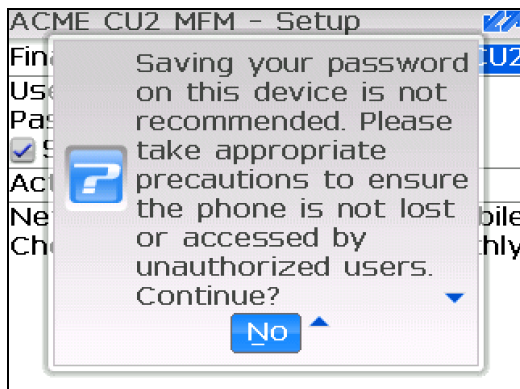 ACME CU2 MFM - Setup
Saving your password
on this device is not
recommended. Please
take appropriate
precautions to ensure
the phone is not lost
or accessed by
unauthorized users.
Continue?
No